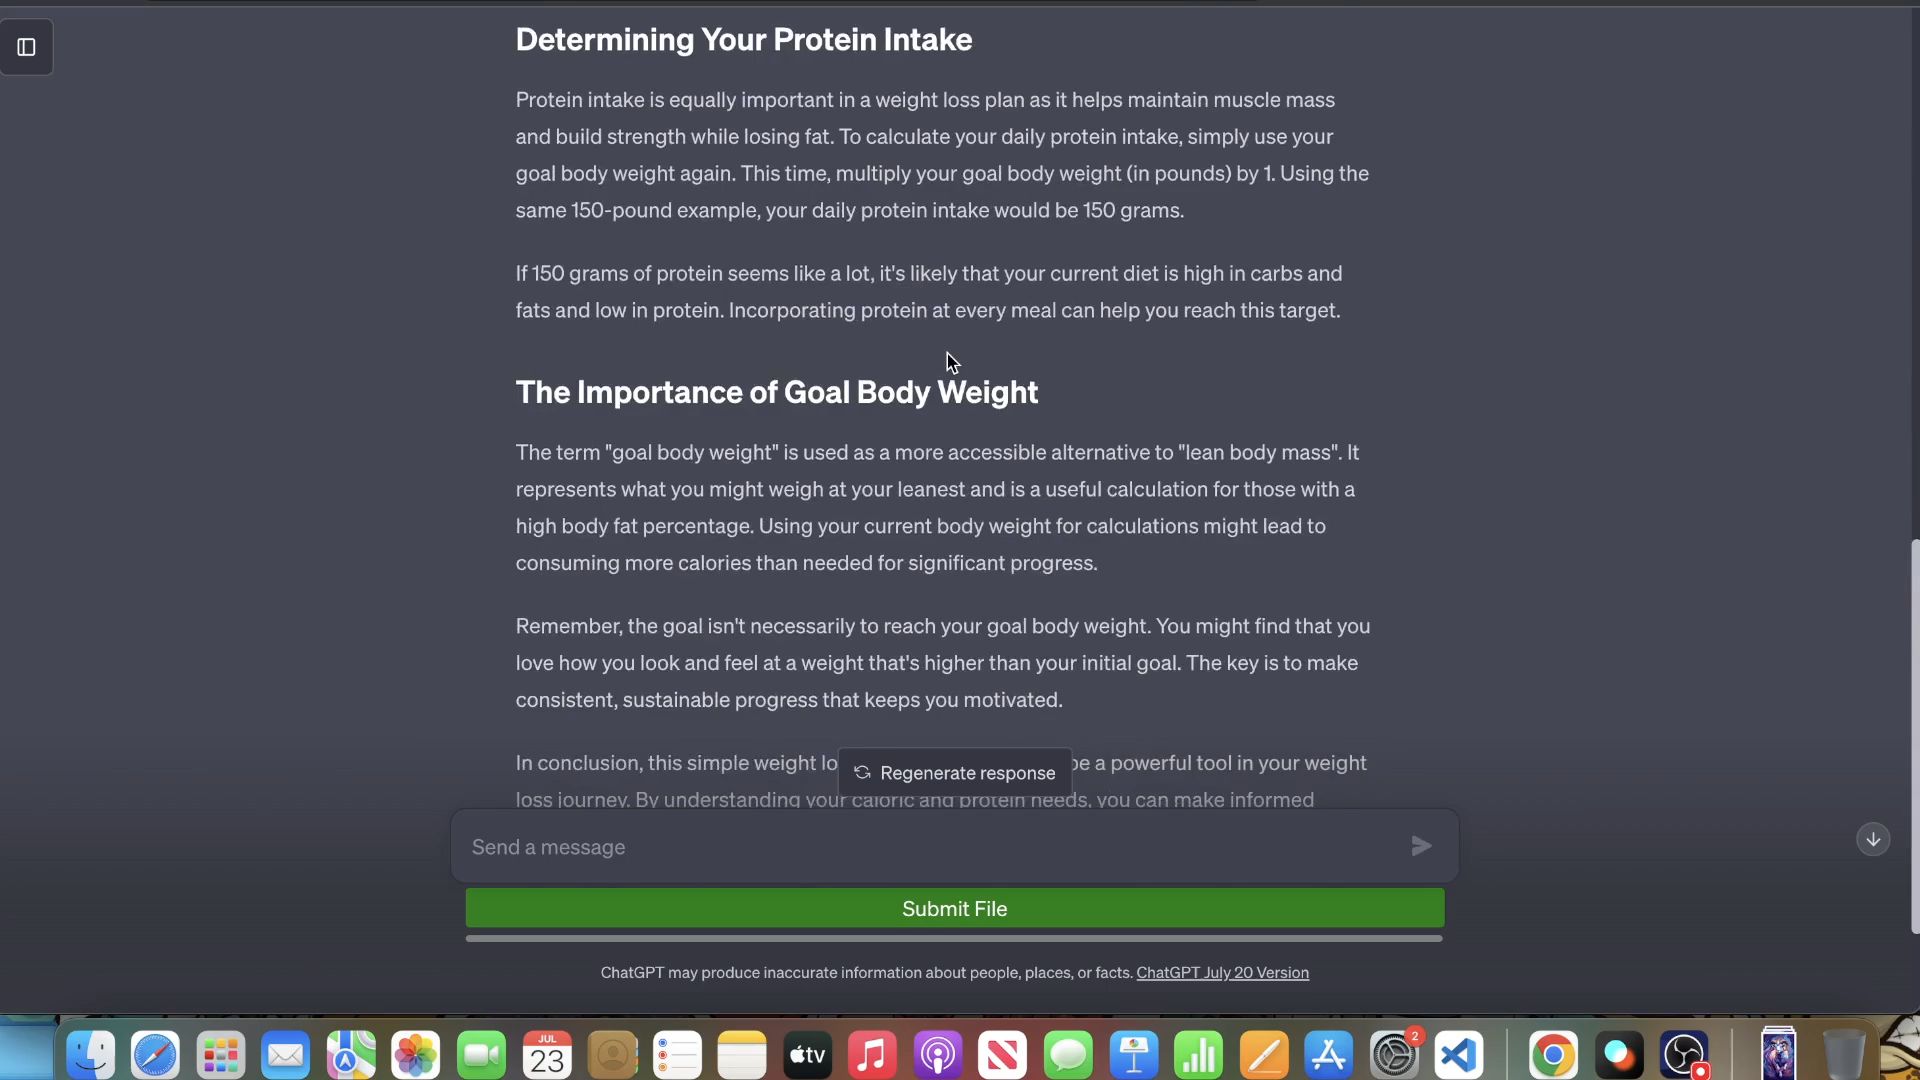 Determining Your Protein Intake
Protein intake is equally important in a weight loss plan as it helps maintain muscle mass
and build strength while losing fat. To calculate your daily protein intake, simply use your
goal body weight again. This time, multiply your goal body weight (in pounds) by 1. Using the
same 150-pound example, your daily protein intake would be 150 grams.
If 150 grams of protein seems like a lot, it's likely that your current diet is high in carbs and
fats and low in protein. Incorporating protein at every meal can help you reach this target.
The Importance of Goal Body Weight
The term "goal body weight" is used as a more accessible alternative to "lean body mass". It
represents what you might weigh at your leanest and is a useful calculation for those with a
high body fat percentage. Using your current body weight for calculations might lead to
consuming more calories than needed for significant progress.
Remember, the goal isn't necessarily to reach your goal body weight. You might find that you
love how you look and feel at a weight that's higher than your initial goal. The key is to make
consistent, sustainable progress that keeps you motivated.
In conclusion, this simple weight lo be a powerful tool in your weight
Regenerate response
loss journey. By understanding your caloric and protein needs, you can make informed
Send a message
Submit File
ChatGPT may produce inaccurate information about people, places, or facts. ChatGPT July 20 Version
JUL
23
tv
2